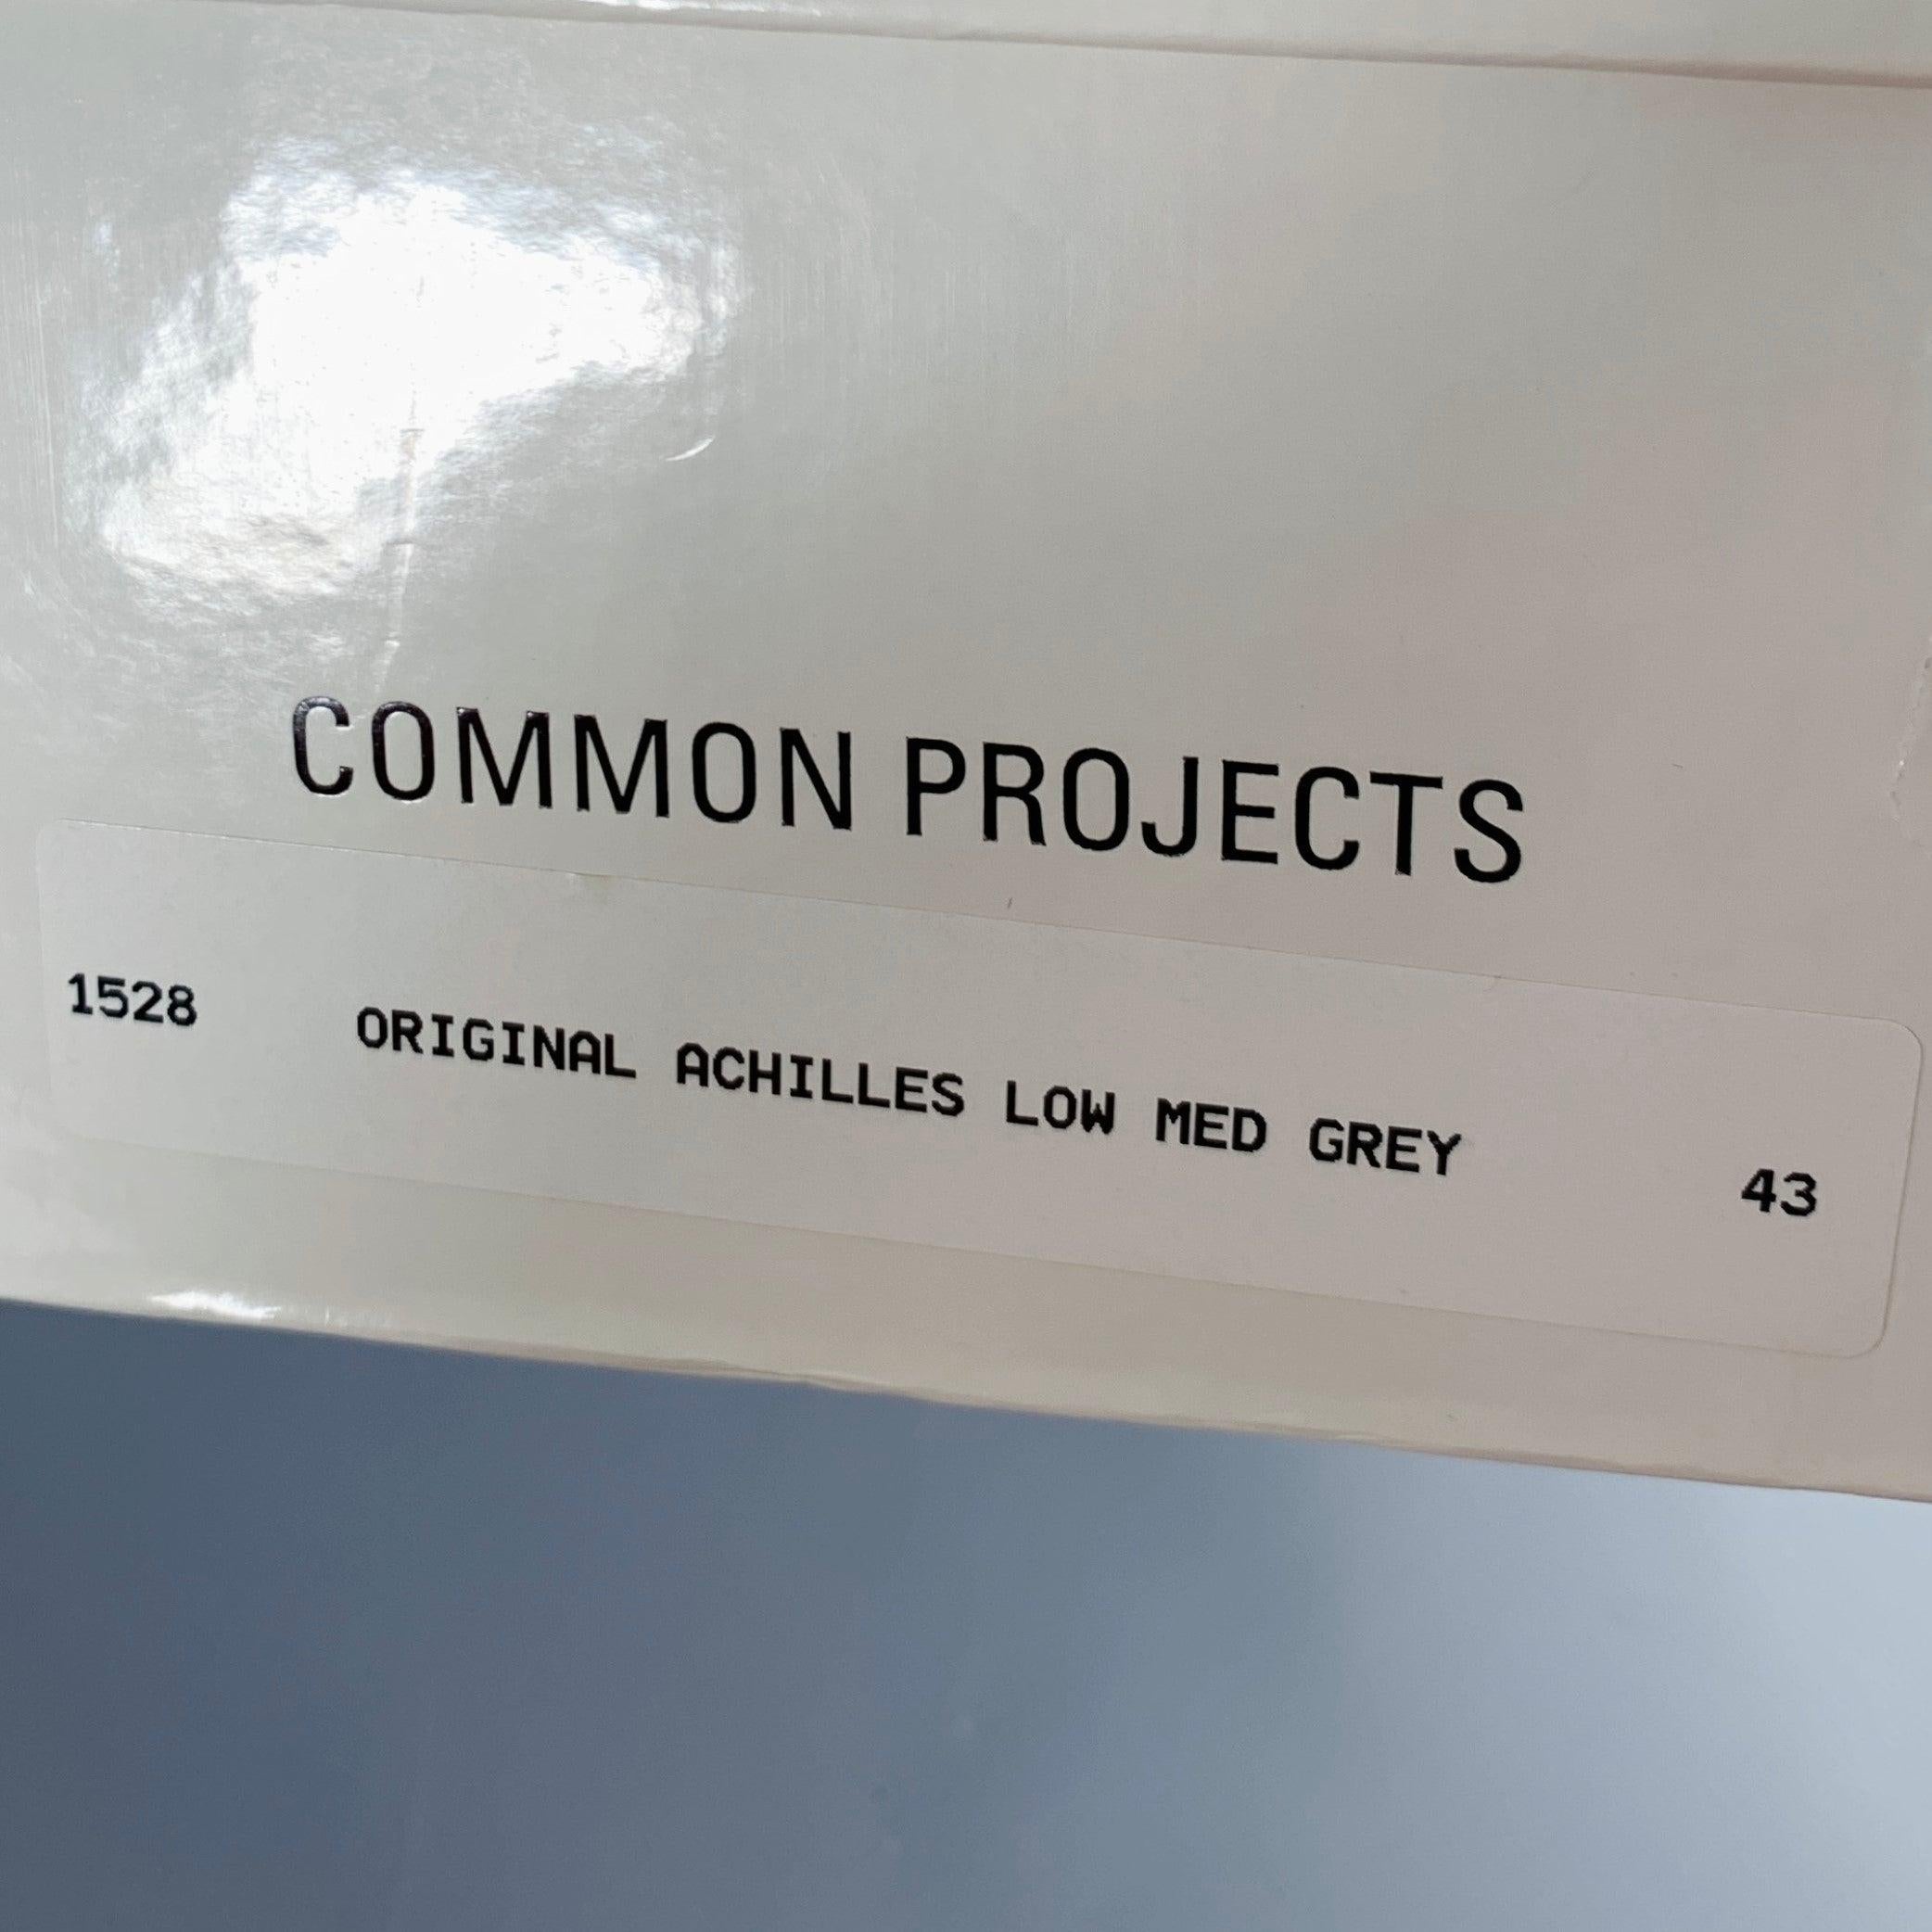 COMMON PROJECTS
1528 ORIGINAL ACHILLES LOW MED GREY 43